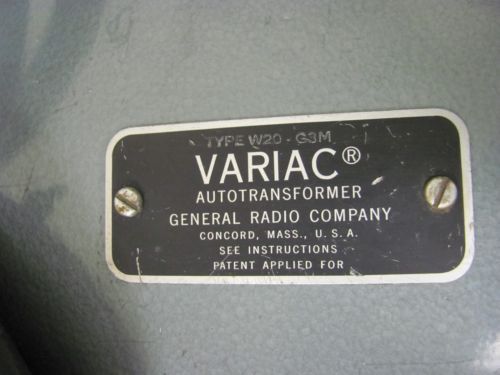 TYPE W20-G3M
VARIAC®
AUTOTRANSFORMER
GENERAL RADIO COMPANY
CONCORD, MASS., U. S. A.
SEE INSTRUCTIONS
PATENT APPLIED FOR